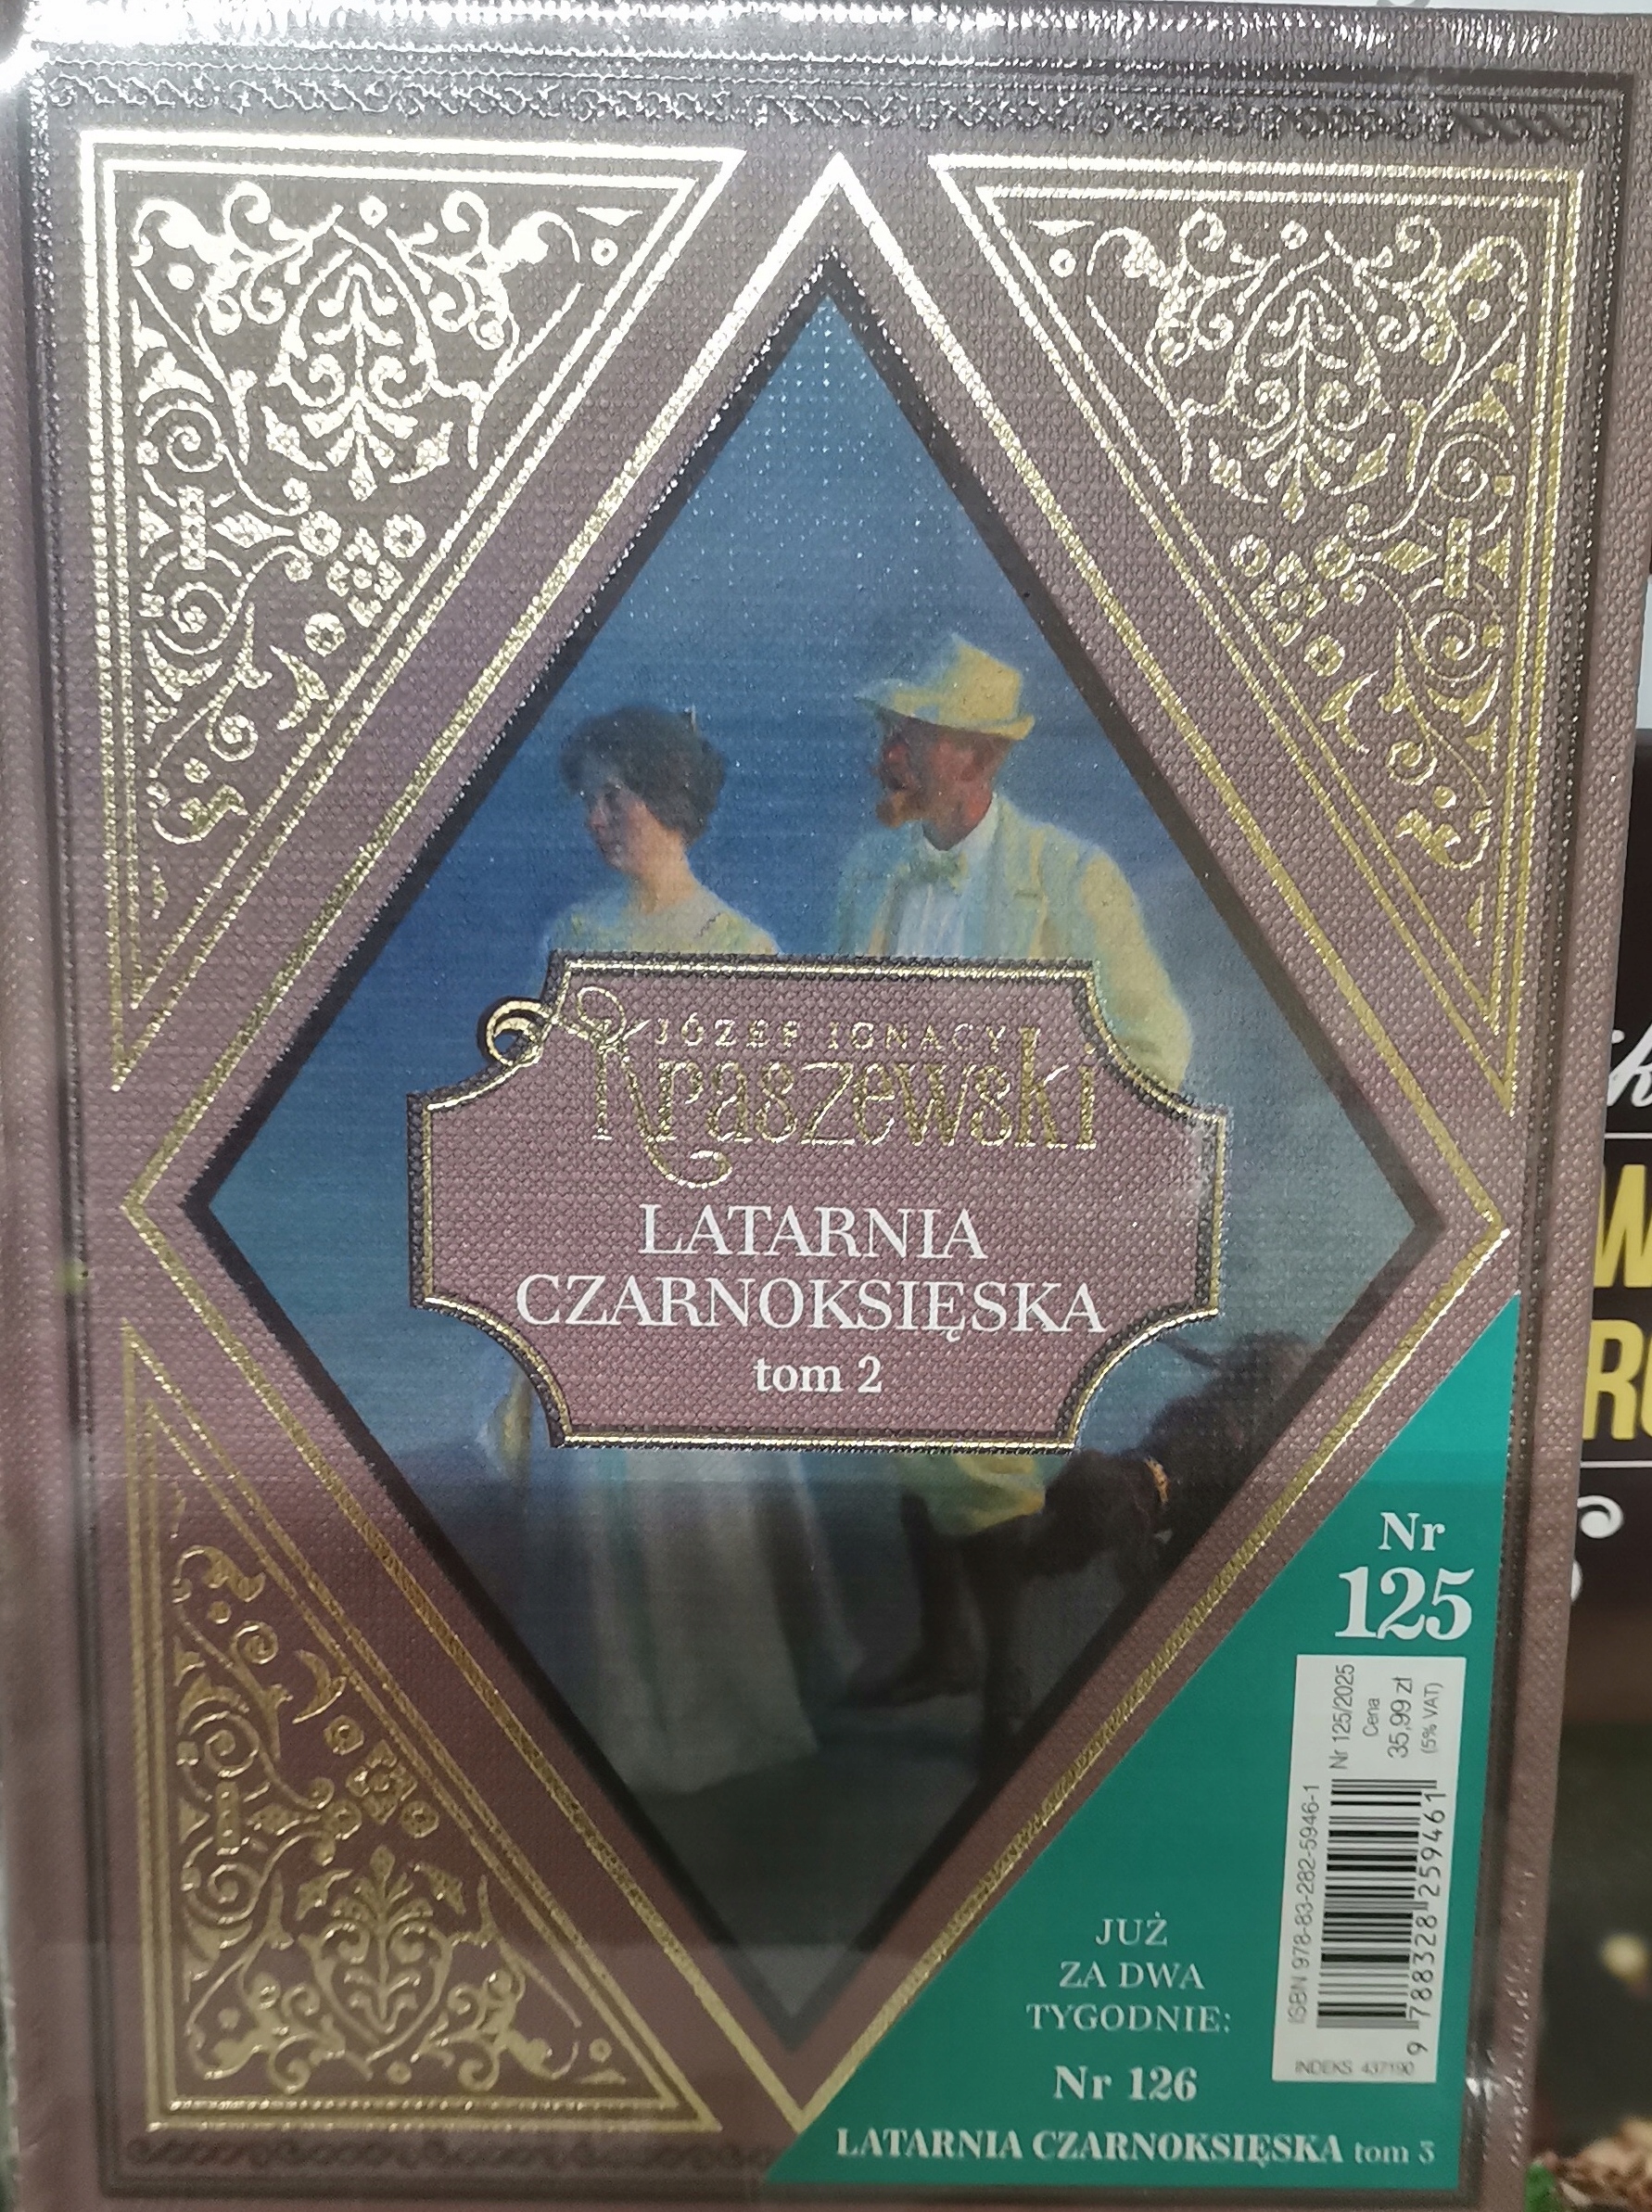 JÓZEF IGNACY
Kraszewski
LATARNIA
CZARNOKSIĘSKA
tom 2
Nr
125
Nr 125/2025
Cena
35,99 zł
(5% VAT)
ISBN 978-83-282-5946-1
9 788328 259461
INDEKS 437190
JUŻ
ZA DWA
TYGODNIE:
Nr 126
LATARNIA CZARNOKSIĘSKA tom 3